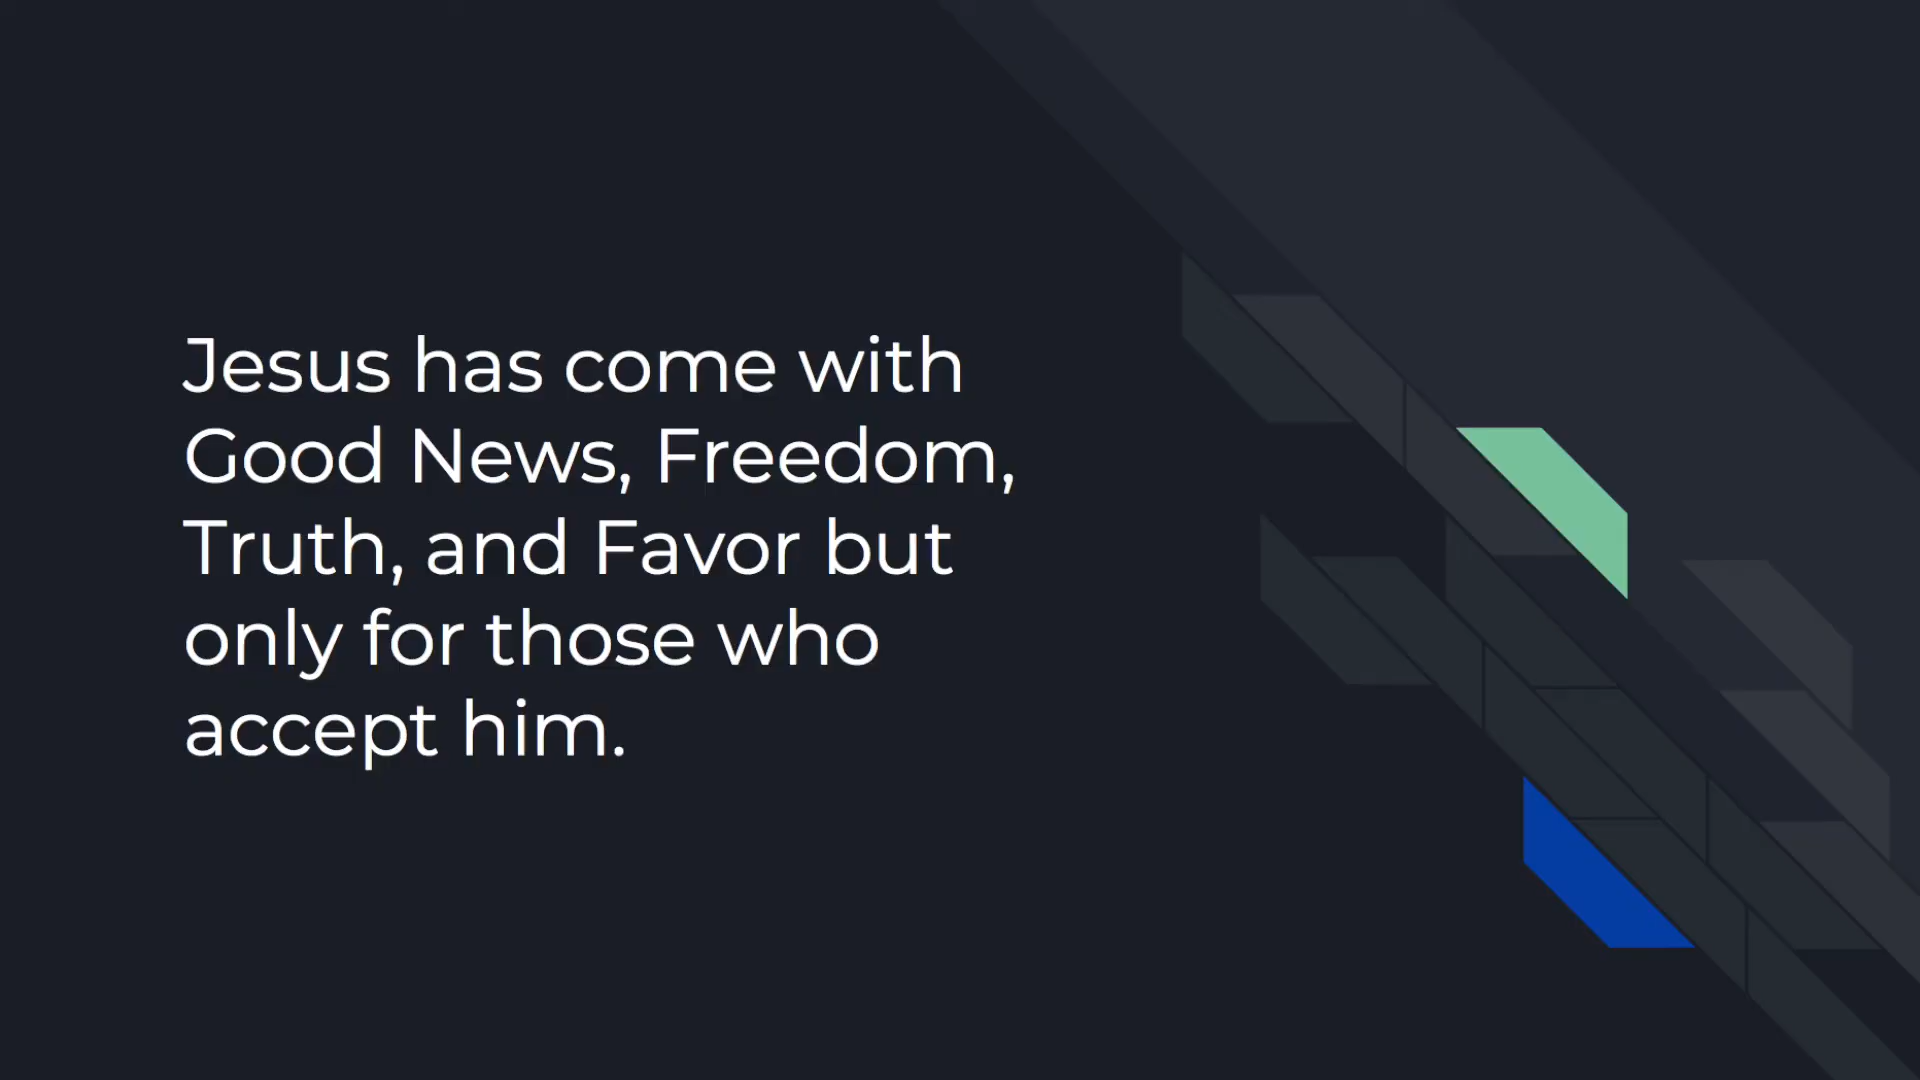 Jesus has come with
Good News, Freedom,
Truth, and Favor but
only for those who
accept him.